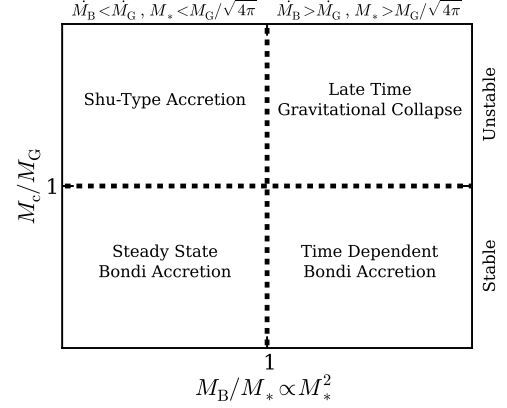 Ṁ_B<Ṁ_G , M_*<M_G/√4π Ṁ_B>Ṁ_G , M_*>M_G/√4π
Shu-Type Accretion
Late Time
Gravitational Collapse
Unstable
M_c/M_G
1
Steady State
Bondi Accretion
Time Dependent
Bondi Accretion
Stable
1
M_B/M_* ∝ M_*^2